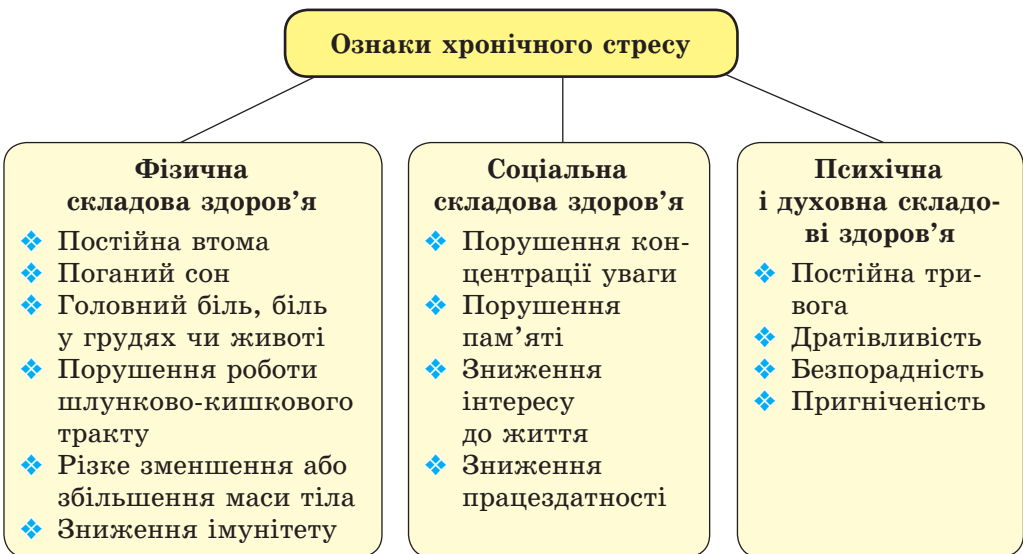 Ознаки хронічного стресу
Фізична
складова здоров’я
❖ Постійна втома
❖ Поганий сон
❖ Головний біль, біль
у грудях чи животі
❖ Порушення роботи
шлунково-кишкового
тракту
❖ Різке зменшення або
збільшення маси тіла
❖ Зниження імунітету
Соціальна
складова здоров’я
❖ Порушення кон-
центрації уваги
❖ Порушення
пам’яті
❖ Зниження
інтересу
до життя
❖ Зниження
працездатності
Психічна
і духовна складо-
ві здоров’я
❖ Постійна три-
вога
❖ Дратівливість
❖ Безпорадність
❖ Пригніченість